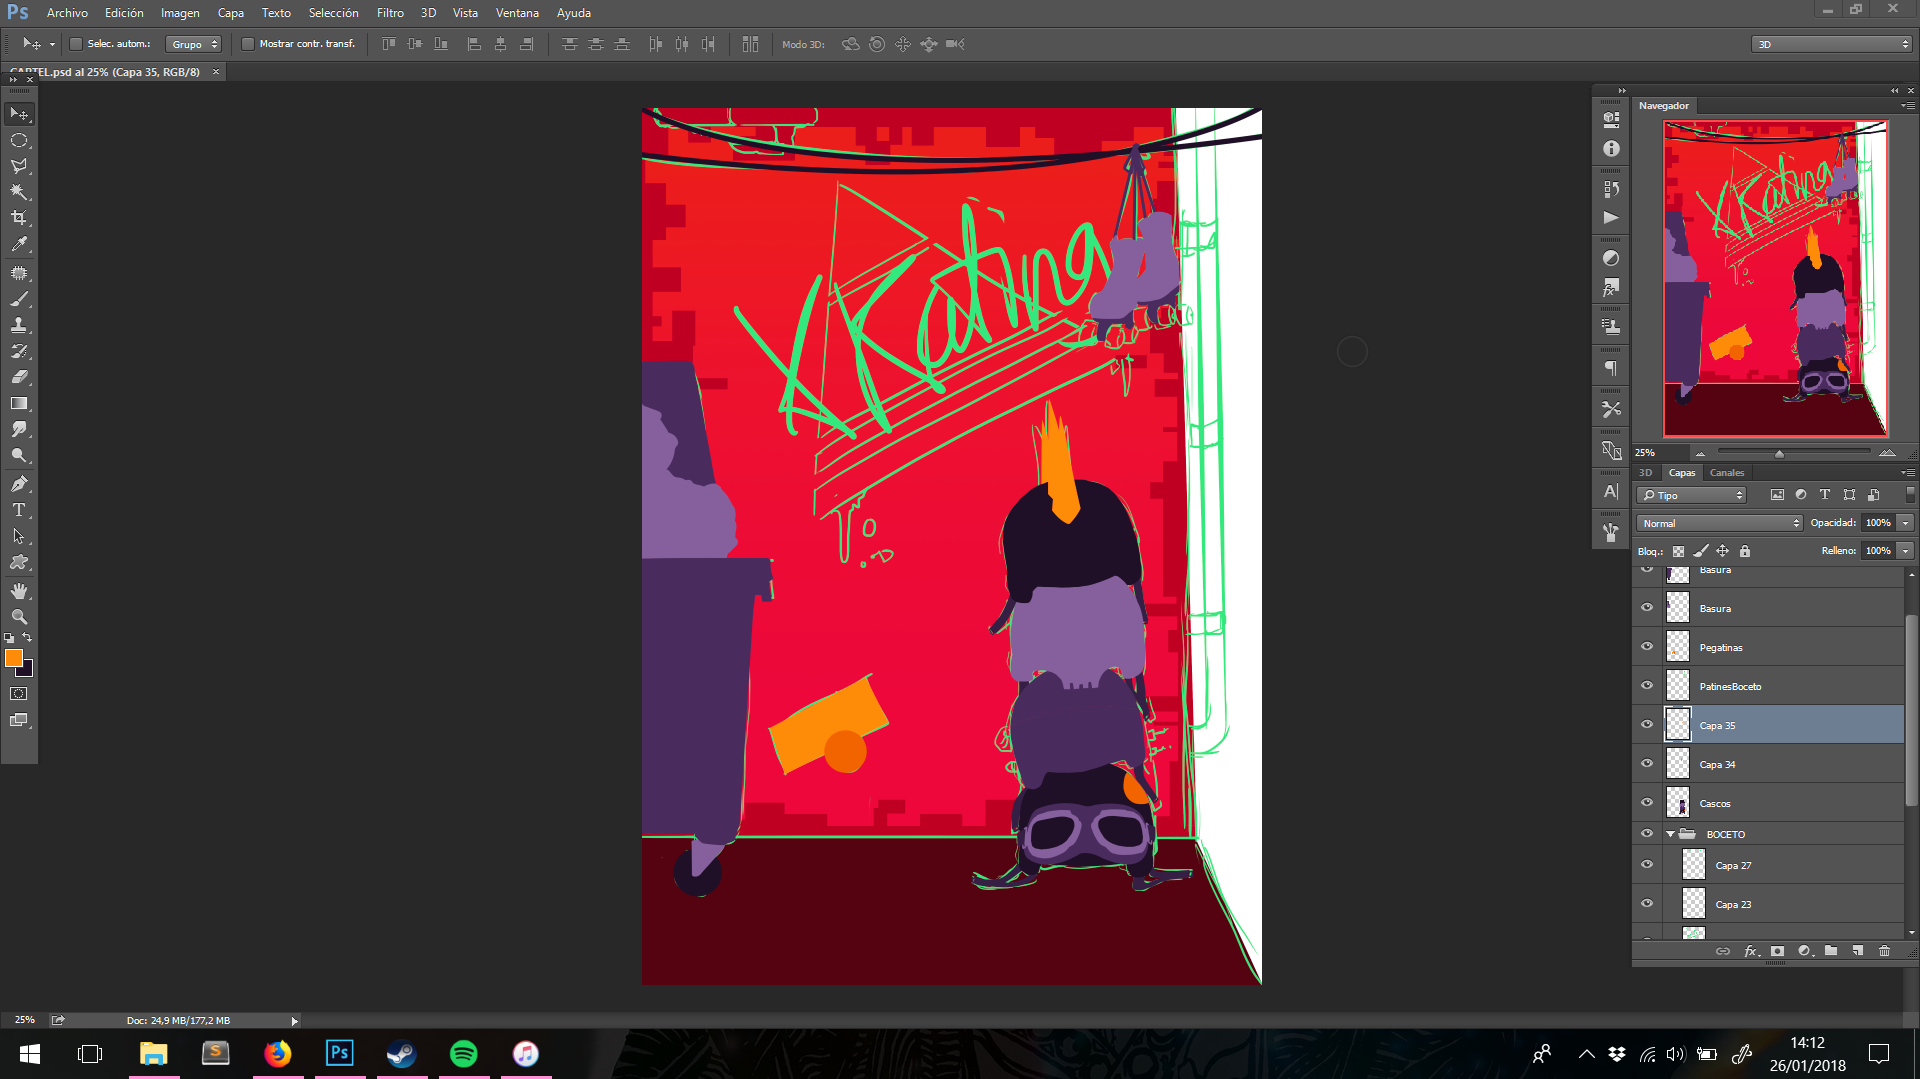 Ps Archivo Edición Imagen Capa Texto Selección Filtro 3D Vista Ventana Ayuda
Selec. autom.: Grupo Mostrar contr. transf. Modo 3D: 3D
CARTEL.psd al 25% (Capa 35, RGB/8) ×
Navegador
25%
3D Capas Canales
Tipo
Normal Opacidad: 100%
Bloq.: Relleno: 100%
Basura
Basura
Pegatinas
PatinesBoceto
Capa 35
Capa 34
Cascos
BOCETO
Capa 27
Capa 23
25% Doc: 24,9 MB/177,2 MB
Ps
14:12
26/01/2018